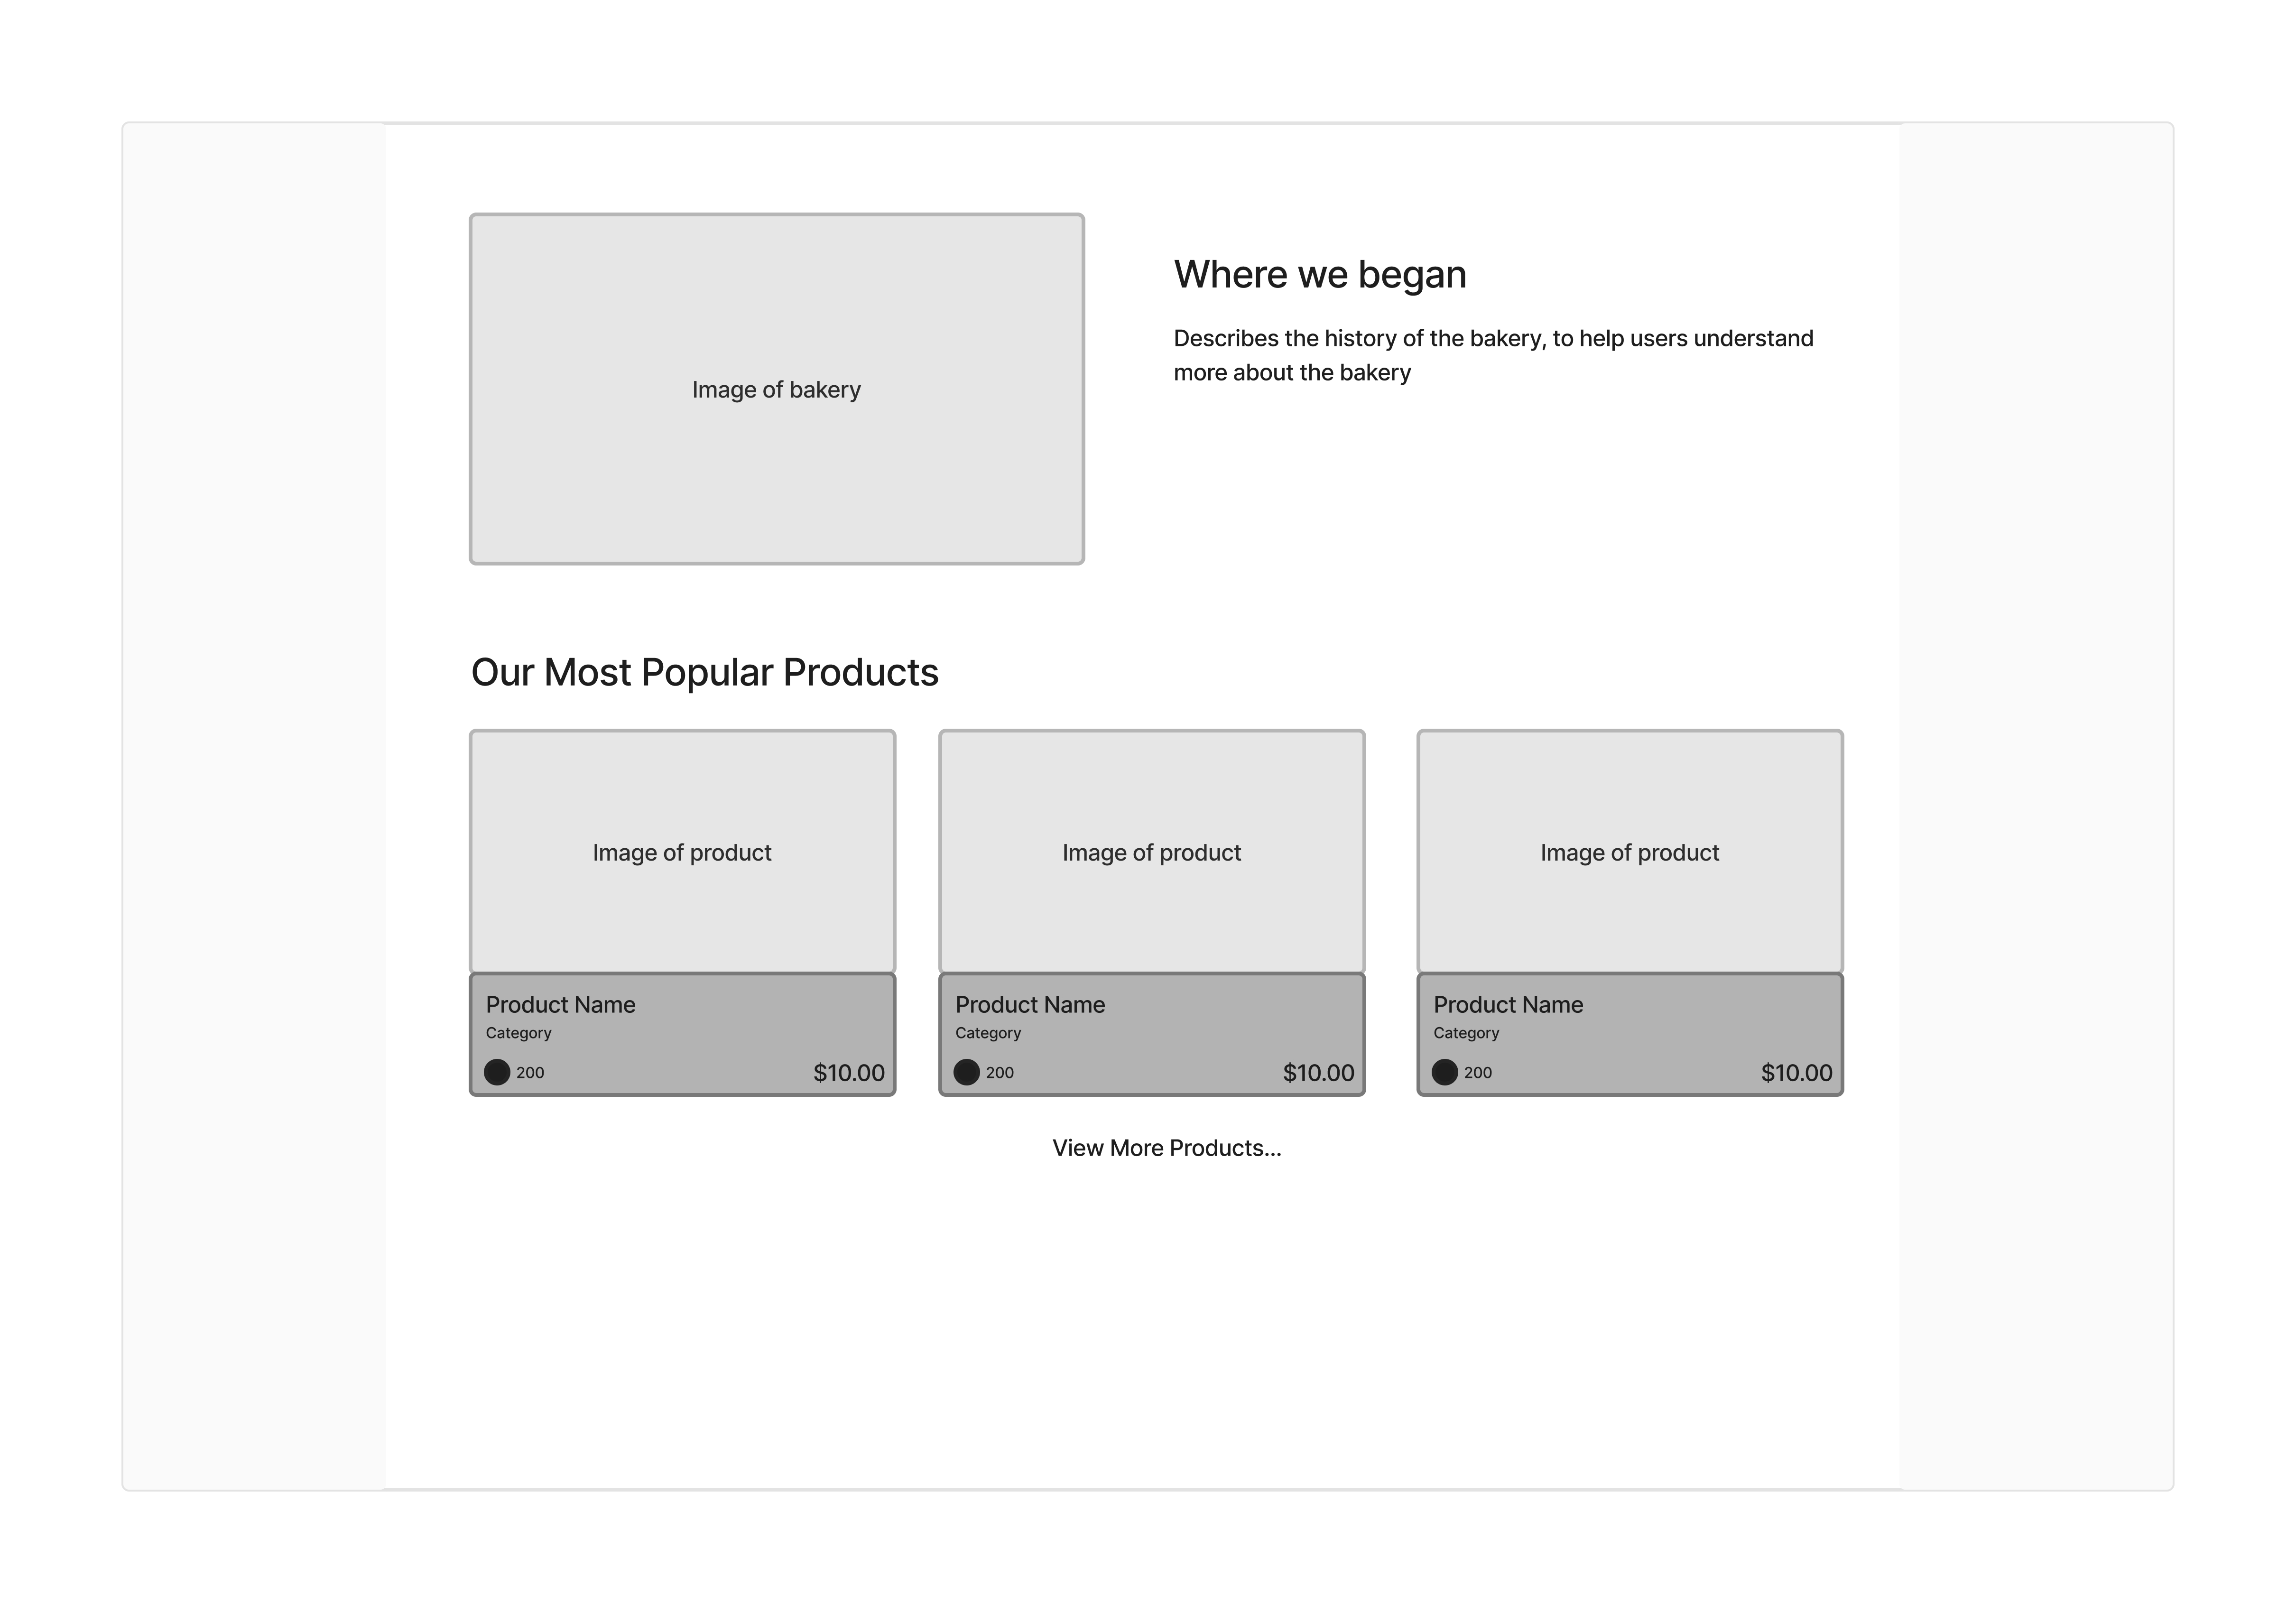 Image of bakery
Where we began
Describes the history of the bakery, to help users understand
more about the bakery
Our Most Popular Products
Image of product
Product Name
Category
200
$10.00
Image of product
Product Name
Category
200
$10.00
Image of product
Product Name
Category
200
$10.00
View More Products...